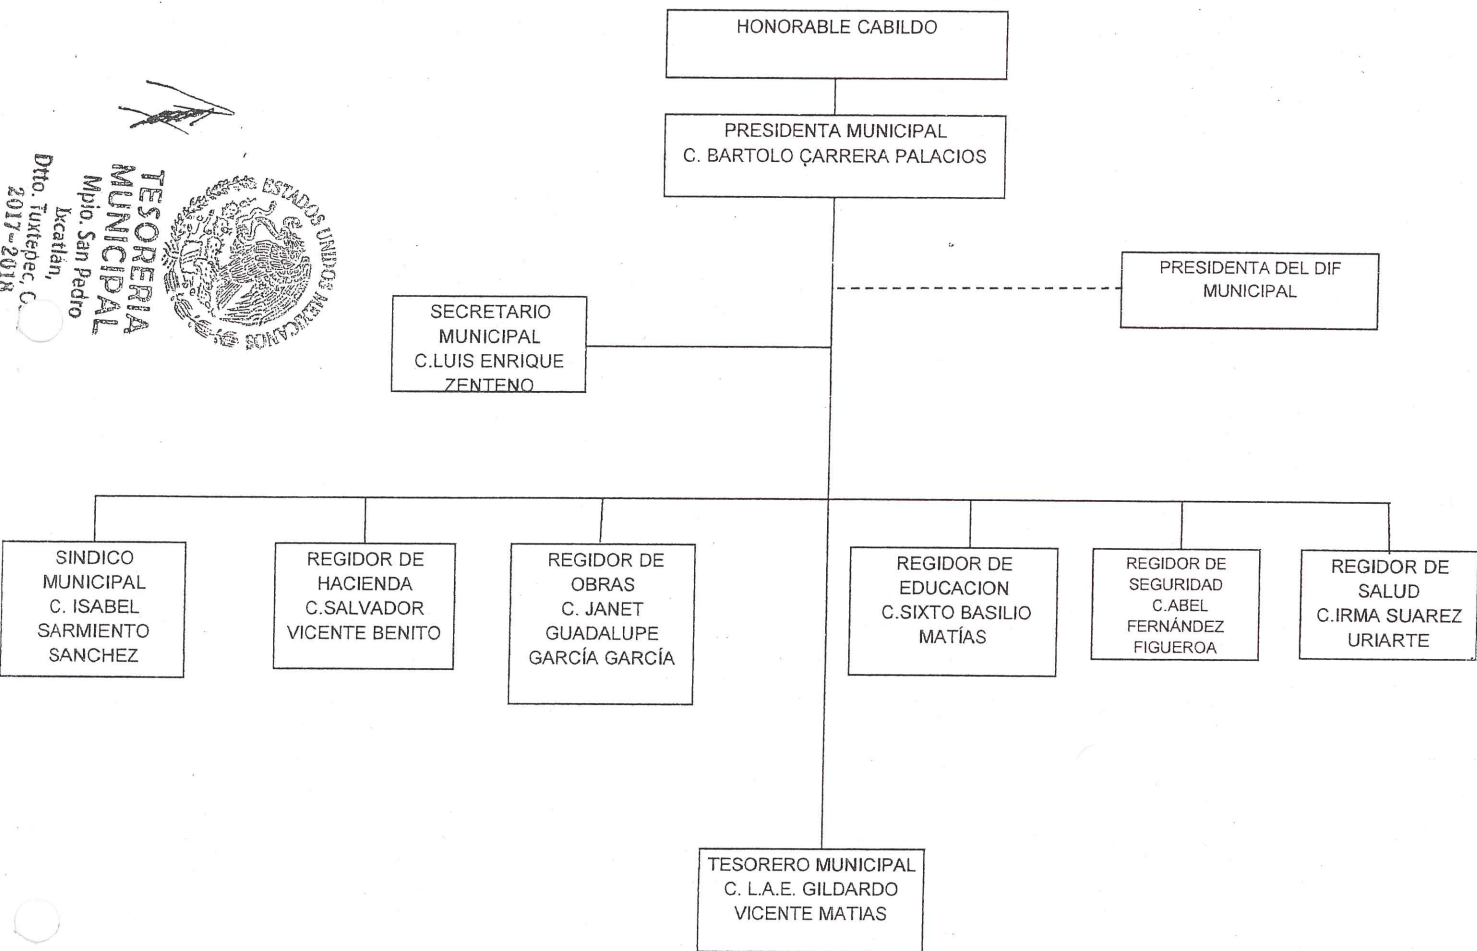 HONORABLE CABILDO
PRESIDENTA MUNICIPAL
C. BARTOLO CARRERA PALACIOS
ESTADOS UNIDOS MEXICANOS
TESORERIA
MUNICIPAL
Mpio. San Pedro
Ixcatlán,
Dtto. Tuxtepec,
2017-2018
PRESIDENTA DEL DIF
MUNICIPAL
SECRETARIO
MUNICIPAL
C.LUIS ENRIQUE
ZENTENO
SINDICO
MUNICIPAL
C. ISABEL
SARMIENTO
SANCHEZ
REGIDOR DE
HACIENDA
C.SALVADOR
VICENTE BENITO
REGIDOR DE
OBRAS
C. JANET
GUADALUPE
GARCÍA GARCÍA
REGIDOR DE
EDUCACION
C.SIXTO BASILIO
MATÍAS
REGIDOR DE
SEGURIDAD
C.ABEL
FERNÁNDEZ
FIGUEROA
REGIDOR DE
SALUD
C.IRMA SUAREZ
URIARTE
TESORERO MUNICIPAL
C. L.A.E. GILDARDO
VICENTE MATIAS